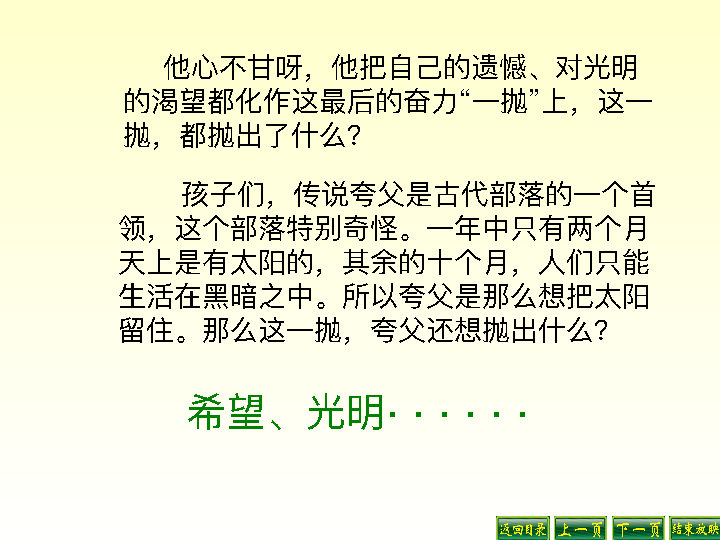 他心不甘呀，他把自己的遗憾、对光明
的渴望都化作这最后的奋力“一抛”上，这一
抛，都抛出了什么？
孩子们，传说夸父是古代部落的一个首
领，这个部落特别奇怪。一年中只有两个月
天上是有太阳的，其余的十个月，人们只能
生活在黑暗之中。所以夸父是那么想把太阳
留住。那么这一抛，夸父还想抛出什么？
希望、光明······
返回目录 上一页 下一页 结束放映